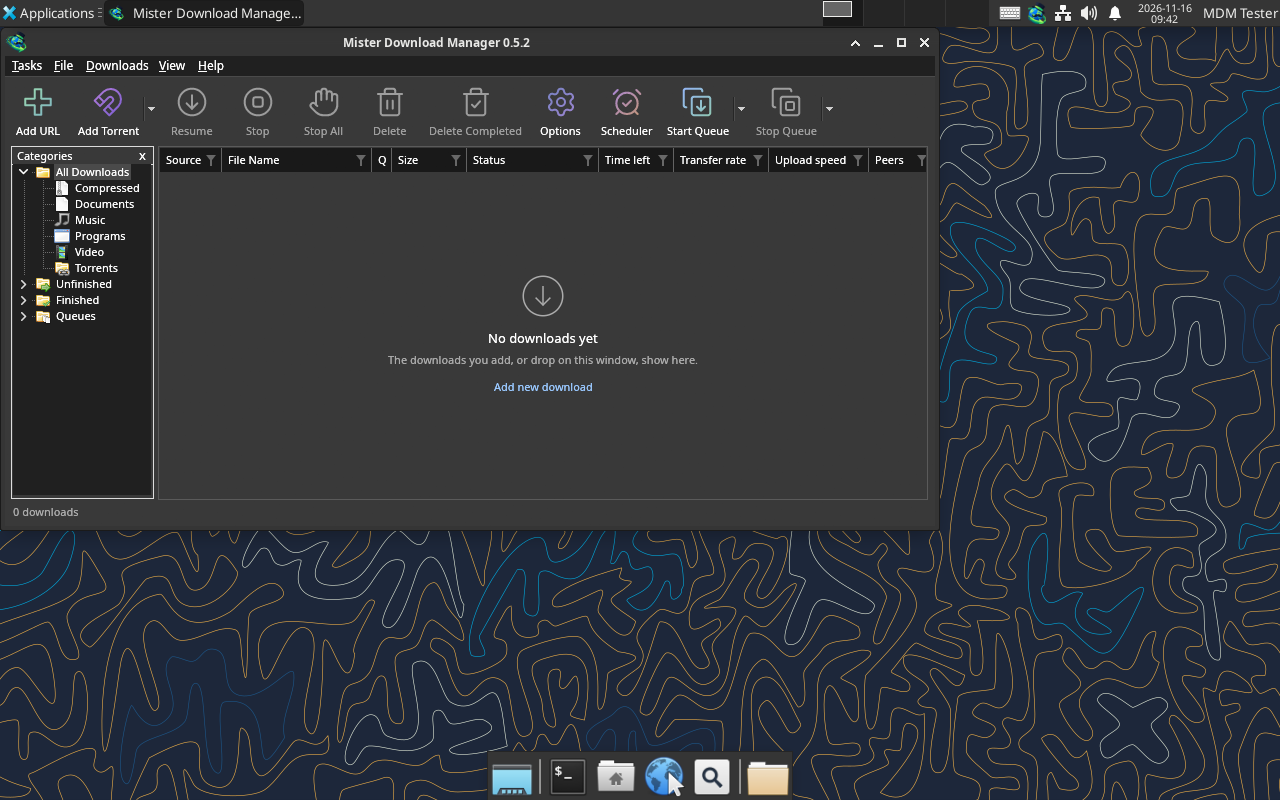 Applications
Mister Download Manage...
2026-11-16
09:42
MDM Tester
Mister Download Manager 0.5.2
Tasks File Downloads View Help
Add URL Add Torrent Resume Stop Stop All Delete Delete Completed Options Scheduler Start Queue Stop Queue
Categories x
Source File Name Q Size Status Time left Transfer rate Upload speed Peers
All Downloads
Compressed
Documents
Music
Programs
Video
Torrents
Unfinished
Finished
Queues
No downloads yet
The downloads you add, or drop on this window, show here.
Add new download
0 downloads
$_